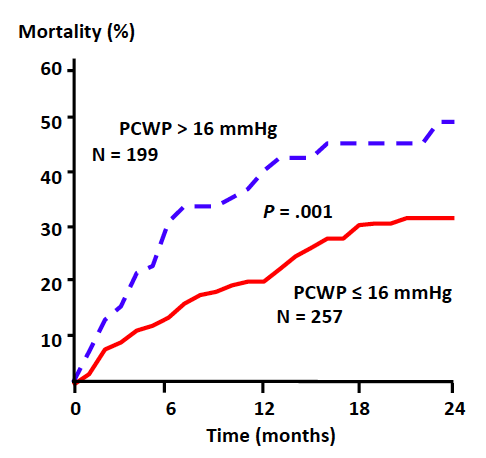 Mortality (%)
60
50
PCWP > 16 mmHg
N = 199
40
P = .001
30
20
PCWP ≤ 16 mmHg
N = 257
10
0
6
12
18
24
Time (months)